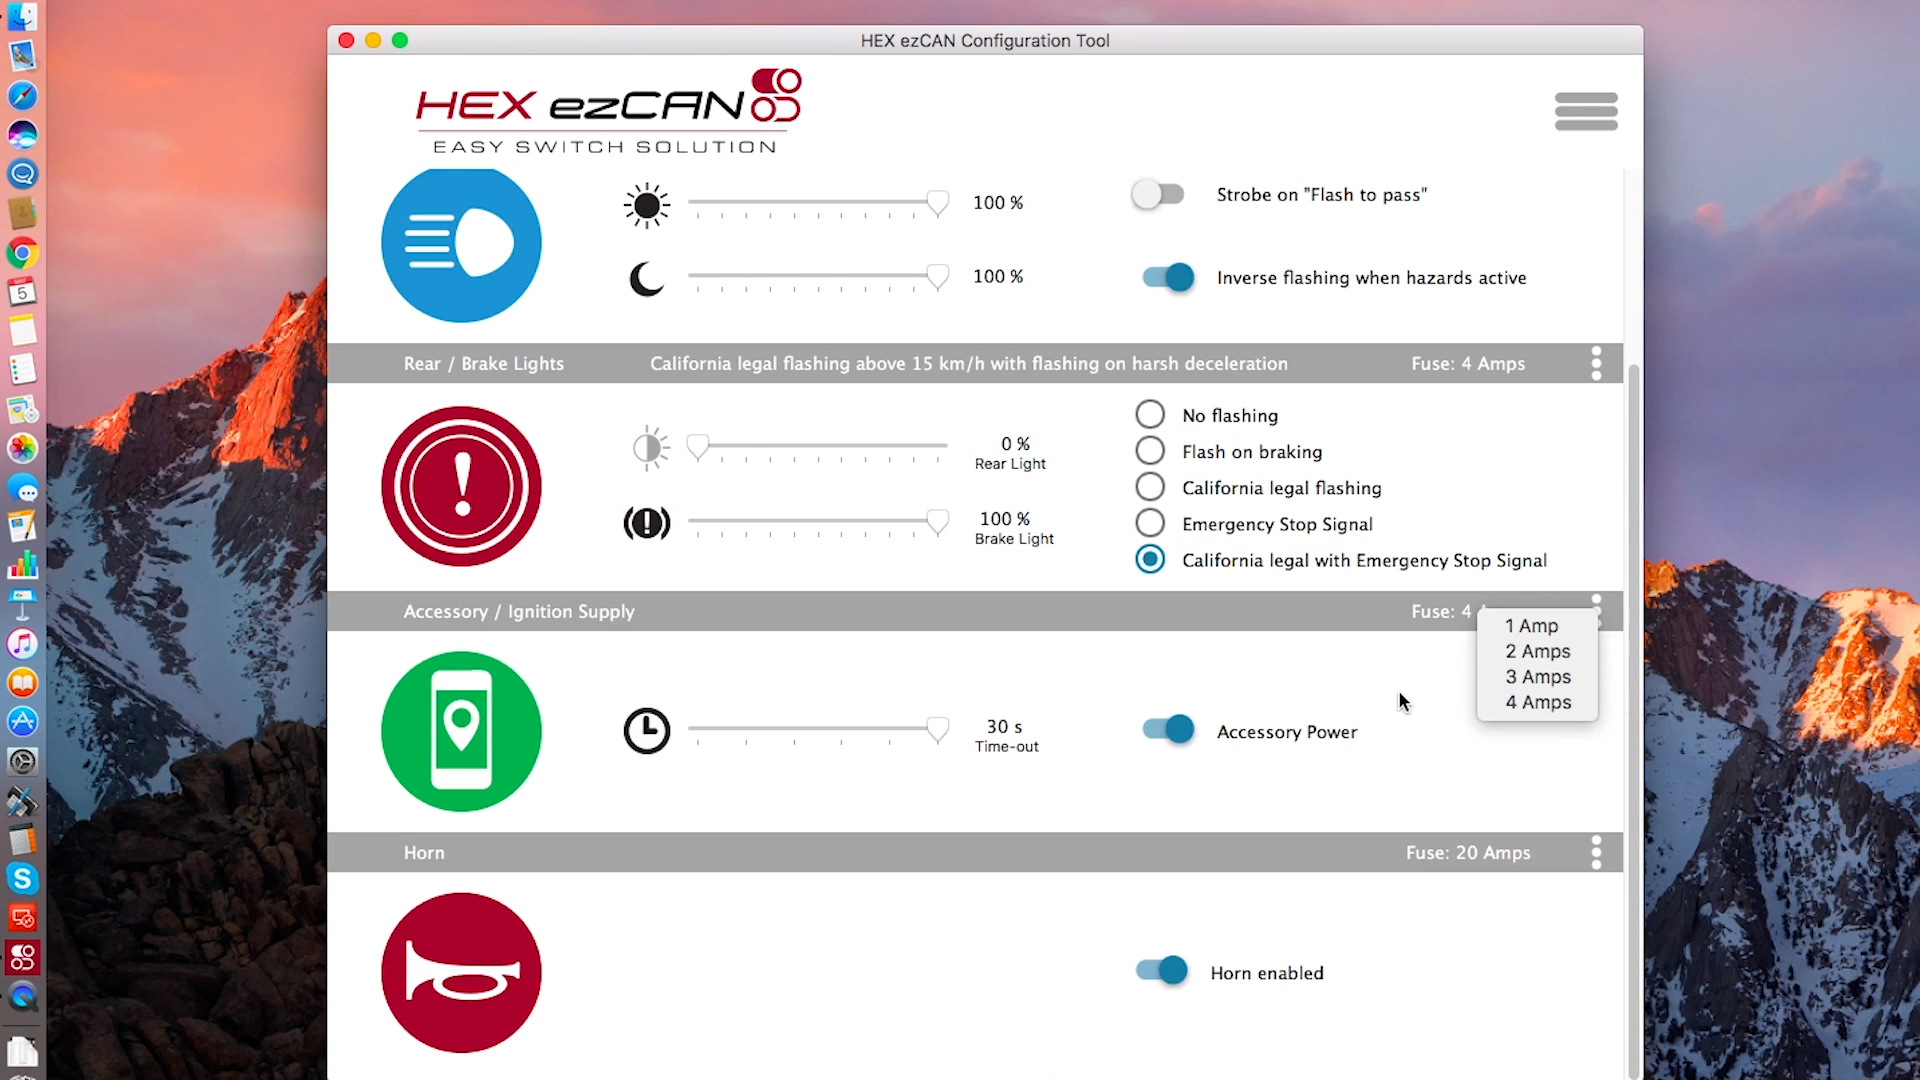 HEX ezCAN Configuration Tool
HEX ezCAN
EASY SWITCH SOLUTION
100 %
Strobe on "Flash to pass"
100 %
Inverse flashing when hazards active
Rear / Brake Lights California legal flashing above 15 km/h with flashing on harsh deceleration Fuse: 4 Amps
No flashing
0 %
Rear Light
Flash on braking
California legal flashing
100 %
Brake Light
Emergency Stop Signal
California legal with Emergency Stop Signal
Accessory / Ignition Supply Fuse: 4
1 Amp
2 Amps
3 Amps
4 Amps
30 s
Time-out
Accessory Power
Horn Fuse: 20 Amps
Horn enabled
5
S